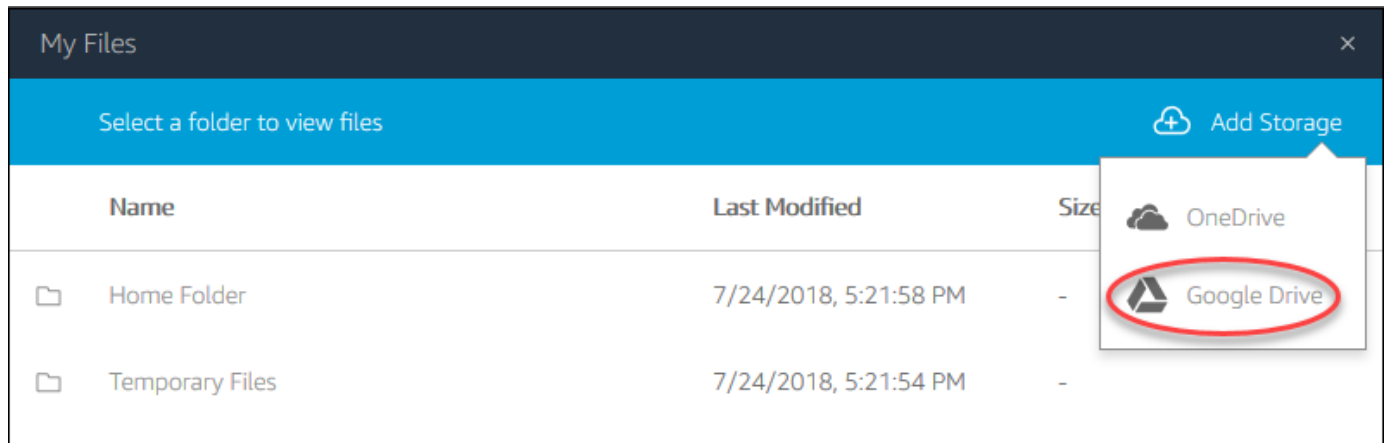 My Files ×
Select a folder to view files Add Storage
Name Last Modified Size
OneDrive
Home Folder 7/24/2018, 5:21:58 PM - Google Drive
Temporary Files 7/24/2018, 5:21:54 PM -